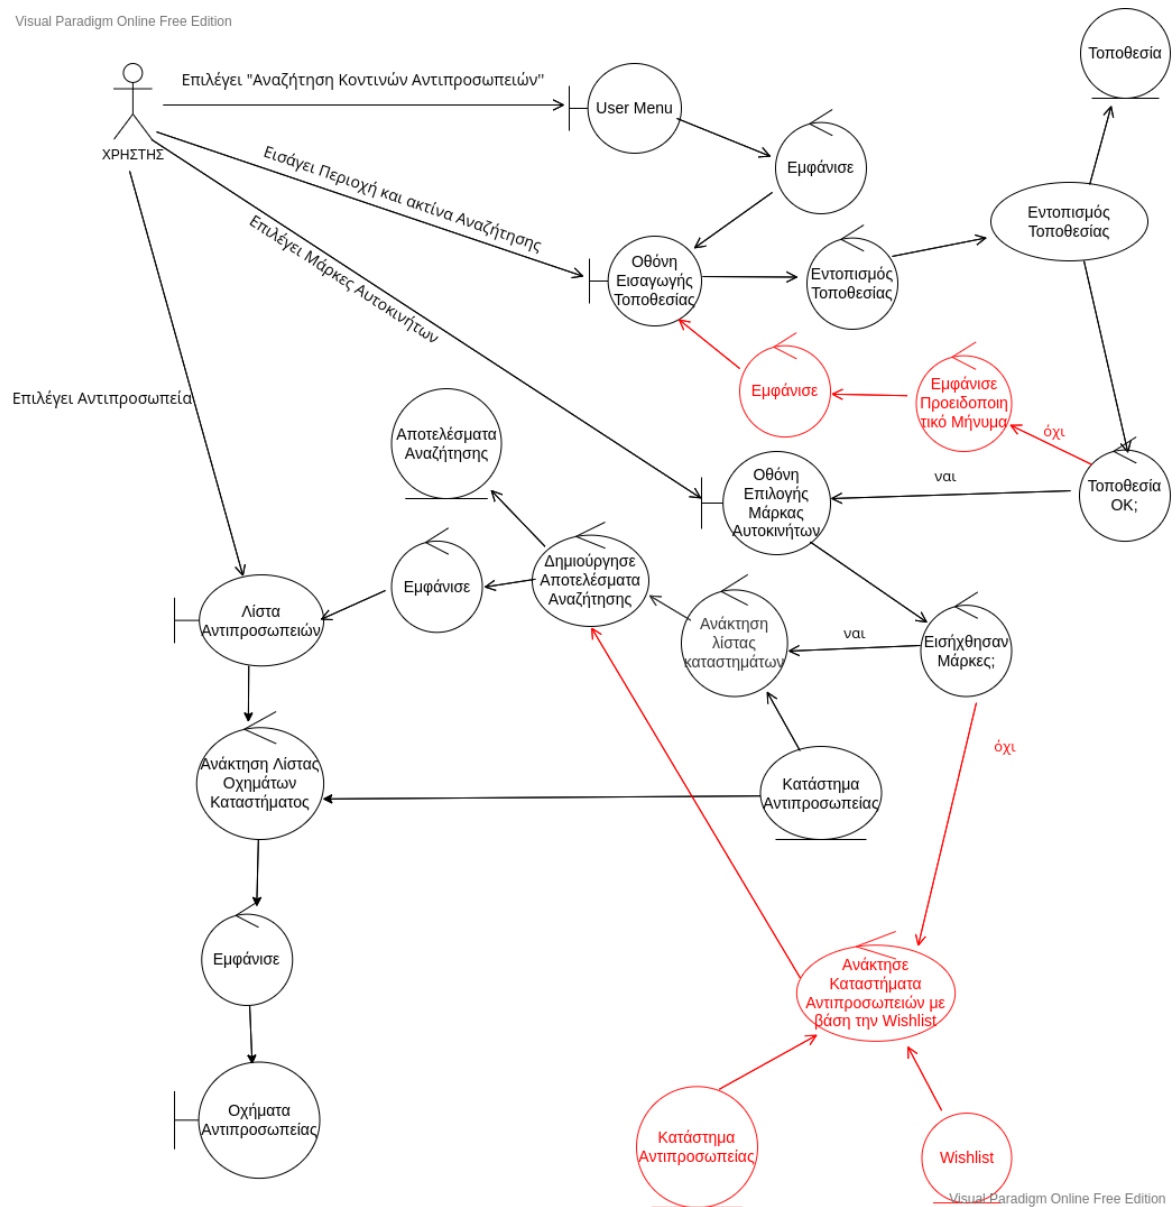 Visual Paradigm Online Free Edition
Τοποθεσία
Επιλέγει "Αναζήτηση Κοντινών Αντιπροσωπειών"
User Menu
ΧΡΗΣΤΗΣ
Εμφάνισε
Εισάγει Περιοχή και ακτίνα Αναζήτησης
Εντοπισμός
Τοποθεσίας
Επιλέγει Μάρκες Αυτοκινήτων
Οθόνη
Εισαγωγής
Τοποθεσίας
Εντοπισμός
Τοποθεσίας
Επιλέγει Αντιπροσωπεία
Εμφάνισε
Εμφάνισε
Προειδοποιη
τικό Μήνυμα
όχι
Αποτελέσματα
Αναζήτησης
Οθόνη
Επιλογής
Μάρκας
Αυτοκινήτων
ναι
Τοποθεσία
ΟΚ;
Εμφάνισε
Δημιούργησε
Αποτελέσματα
Αναζήτησης
Λίστα
Αντιπροσωπειών
Ανάκτηση
λίστας
καταστημάτων
ναι
Εισήχθησαν
Μάρκες;
όχι
Ανάκτηση Λίστας
Οχημάτων
Καταστήματος
Κατάστημα
Αντιπροσωπείας
Εμφάνισε
Ανάκτησε
Καταστήματα
Αντιπροσωπειών με
βάση την Wishlist
Οχήματα
Αντιπροσωπείας
Κατάστημα
Αντιπροσωπείας
Wishlist
Visual Paradigm Online Free Edition